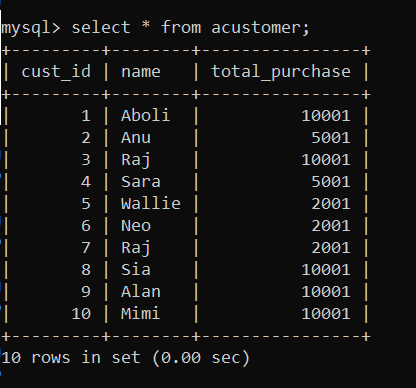 mysql> select * from acustomer;
+---------+--------+----------------+
| cust_id | name   | total_purchase |
+---------+--------+----------------+
|       1 | Aboli  |          10001 |
|       2 | Anu    |           5001 |
|       3 | Raj    |          10001 |
|       4 | Sara   |           5001 |
|       5 | Wallie |           2001 |
|       6 | Neo    |           2001 |
|       7 | Raj    |           2001 |
|       8 | Sia    |          10001 |
|       9 | Alan   |          10001 |
|      10 | Mimi   |          10001 |
+---------+--------+----------------+
10 rows in set (0.00 sec)